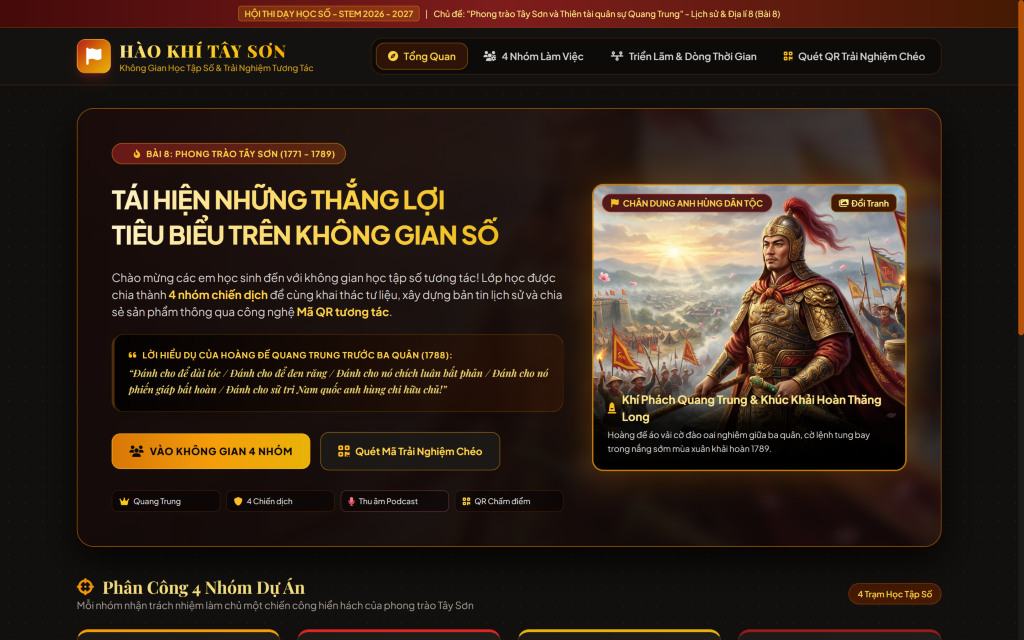 HỘI THI DẠY HỌC SỐ - STEM 2026 - 2027 | Chủ đề: "Phong trào Tây Sơn và Thiên tài quân sự Quang Trung" - Lịch sử & Địa lí 8 (Bài 8)
HÀO KHÍ TÂY SƠN
Không Gian Học Tập Số & Trải Nghiệm Tương Tác
Tổng Quan
4 Nhóm Làm Việc
Triển Lãm & Dòng Thời Gian
Quét QR Trải Nghiệm Chéo
BÀI 8: PHONG TRÀO TÂY SƠN (1771 - 1789)
TÁI HIỆN NHỮNG THẮNG LỢI
TIÊU BIỂU TRÊN KHÔNG GIAN SỐ
Chào mừng các em học sinh đến với không gian học tập số tương tác! Lớp học được
chia thành 4 nhóm chiến dịch để cùng khai thác tư liệu, xây dựng bản tin lịch sử và chia
sẻ sản phẩm thông qua công nghệ Mã QR tương tác.
LỜI HIỂU DỤ CỦA HOÀNG ĐẾ QUANG TRUNG TRƯỚC BA QUÂN (1788):
“Đánh cho để dài tóc / Đánh cho để đen răng / Đánh cho nó chích luân bất phản / Đánh cho nó
phiến giáp bất hoàn / Đánh cho sử tri Nam quốc anh hùng chi hữu chủ!”
VÀO KHÔNG GIAN 4 NHÓM
Quét Mã Trải Nghiệm Chéo
Quang Trung
4 Chiến dịch
Thu âm Podcast
QR Chấm điểm
CHÂN DUNG ANH HÙNG DÂN TỘC
Đổi Tranh
Khí Phách Quang Trung & Khúc Khải Hoàn Thăng
Long
Hoàng đế áo vải cờ đào oai nghiêm giữa ba quân, cờ lệnh tung bay
trong nắng sớm mùa xuân khải hoàn 1789.
Phân Công 4 Nhóm Dự Án
Mỗi nhóm nhận trách nhiệm làm chủ một chiến công hiển hách của phong trào Tây Sơn
4 Trạm Học Tập Số